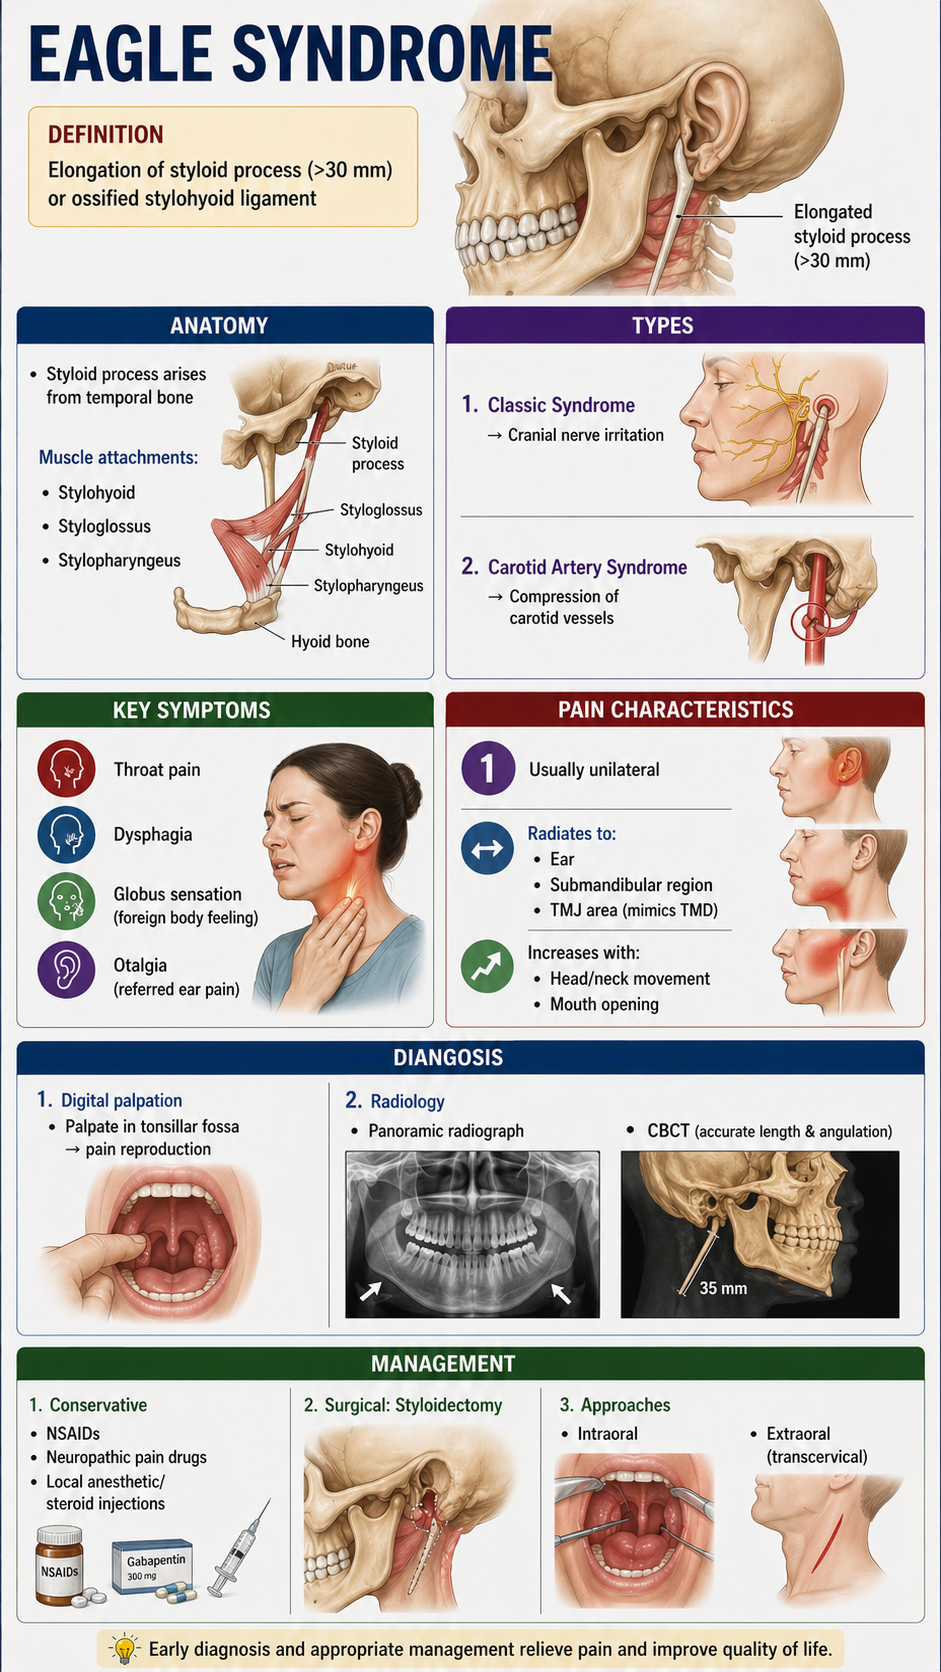 EAGLE SYNDROME
DEFINITION
Elongation of styloid process (>30 mm)
or ossified stylohyoid ligament
Elongated
styloid process
(>30 mm)
ANATOMY
• Styloid process arises
from temporal bone
Muscle attachments:
• Stylohyoid
• Styloglossus
• Stylopharyngeus
Styloid
process
Styloglossus
Stylohyoid
Stylopharyngeus
Hyoid bone
TYPES
1. Classic Syndrome
→ Cranial nerve irritation
2. Carotid Artery Syndrome
→ Compression of
carotid vessels
KEY SYMPTOMS
Throat pain
Dysphagia
Globus sensation
(foreign body feeling)
Otalgia
(referred ear pain)
PAIN CHARACTERISTICS
1 Usually unilateral
Radiates to:
• Ear
• Submandibular region
• TMJ area (mimics TMD)
Increases with:
• Head/neck movement
• Mouth opening
DIANGOSIS
1. Digital palpation
• Palpate in tonsillar fossa
→ pain reproduction
2. Radiology
• Panoramic radiograph
• CBCT (accurate length & angulation)
35 mm
MANAGEMENT
1. Conservative
• NSAIDs
• Neuropathic pain drugs
• Local anesthetic/
steroid injections
NSAIDs
Gabapentin
300 mg
2. Surgical: Styloidectomy
3. Approaches
• Intraoral
• Extraoral
(transcervical)
Early diagnosis and appropriate management relieve pain and improve quality of life.